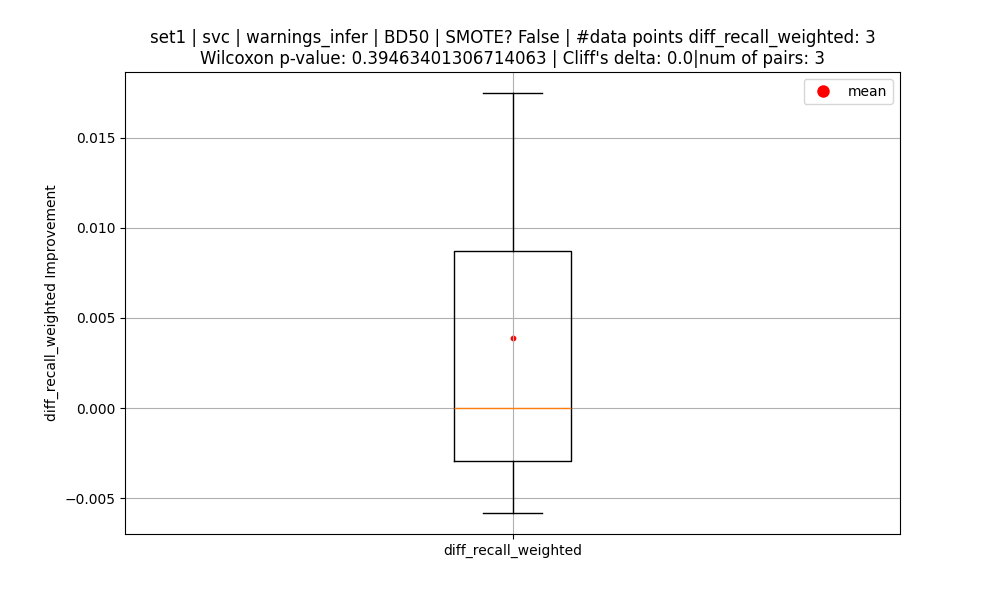 set1 | svc | warnings_infer | BD50 | SMOTE? False | #data points diff_recall_weighted: 3
Wilcoxon p-value: 0.39463401306714063 | Cliff's delta: 0.0|num of pairs: 3
mean
0.015
0.010
0.005
0.000
−0.005
diff_recall_weighted Improvement
diff_recall_weighted